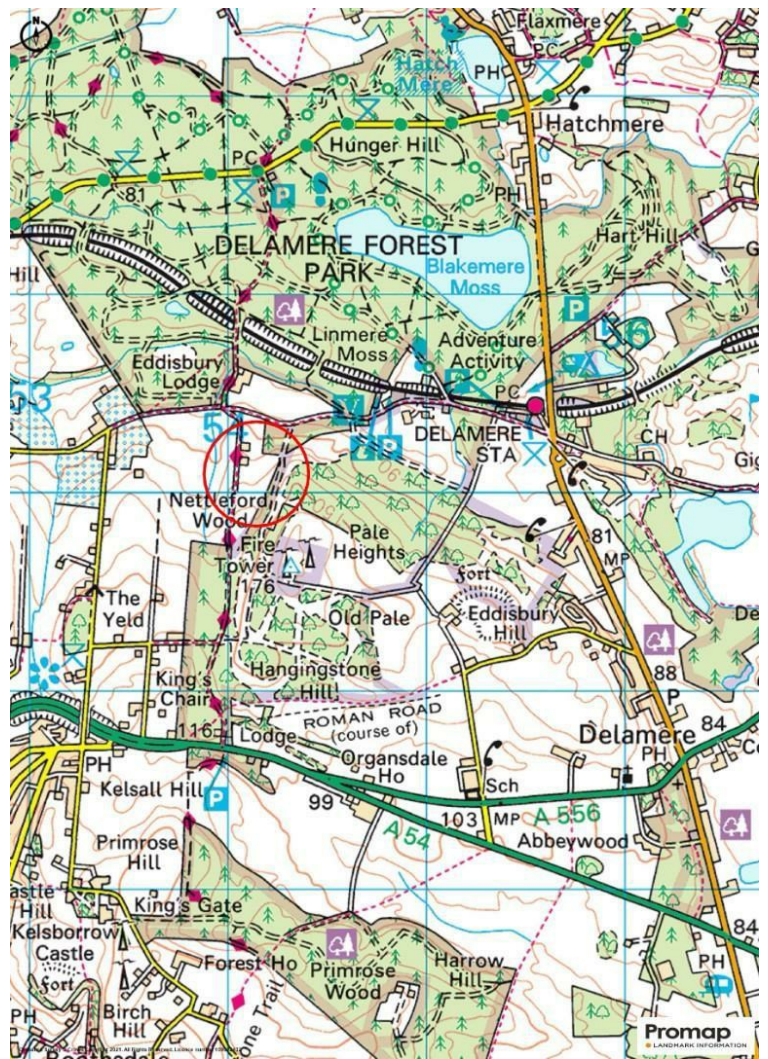 N
Flaxmere
PC
Hatch
Mere
PH
Hatchmere
Hunger Hill
PC
81
P
PH
DELAMERE FOREST
PARK
Blakemere
Moss
Hart Hill
Hill
Linmere
Moss
Adventure
Activity
P
56
Eddisbury
Lodge
PC
53
DELAMERE
STA
P
CH
Nettleford
Wood
Pale
Heights
81
MP
Fire
Tower
176
Fort
Eddisbury
Hill
The
Yeld
Old Pale
Hangingstone
Hill
King's
Chair
88
P
ROMAN ROAD
(course of)
116
Lodge
Delamere
84
PH
Organsdale
Ho
PH
Kelsall Hill
P
Sch
99
103
MP
A 556
A 54
Abbeywood
Primrose
Hill
King's Gate
Kelsborrow
Castle
Fort
Forest Ho
Primrose
Wood
Harrow
Hill
84
PH
PH
Birch
Hill
Promap
LANDMARK INFORMATION